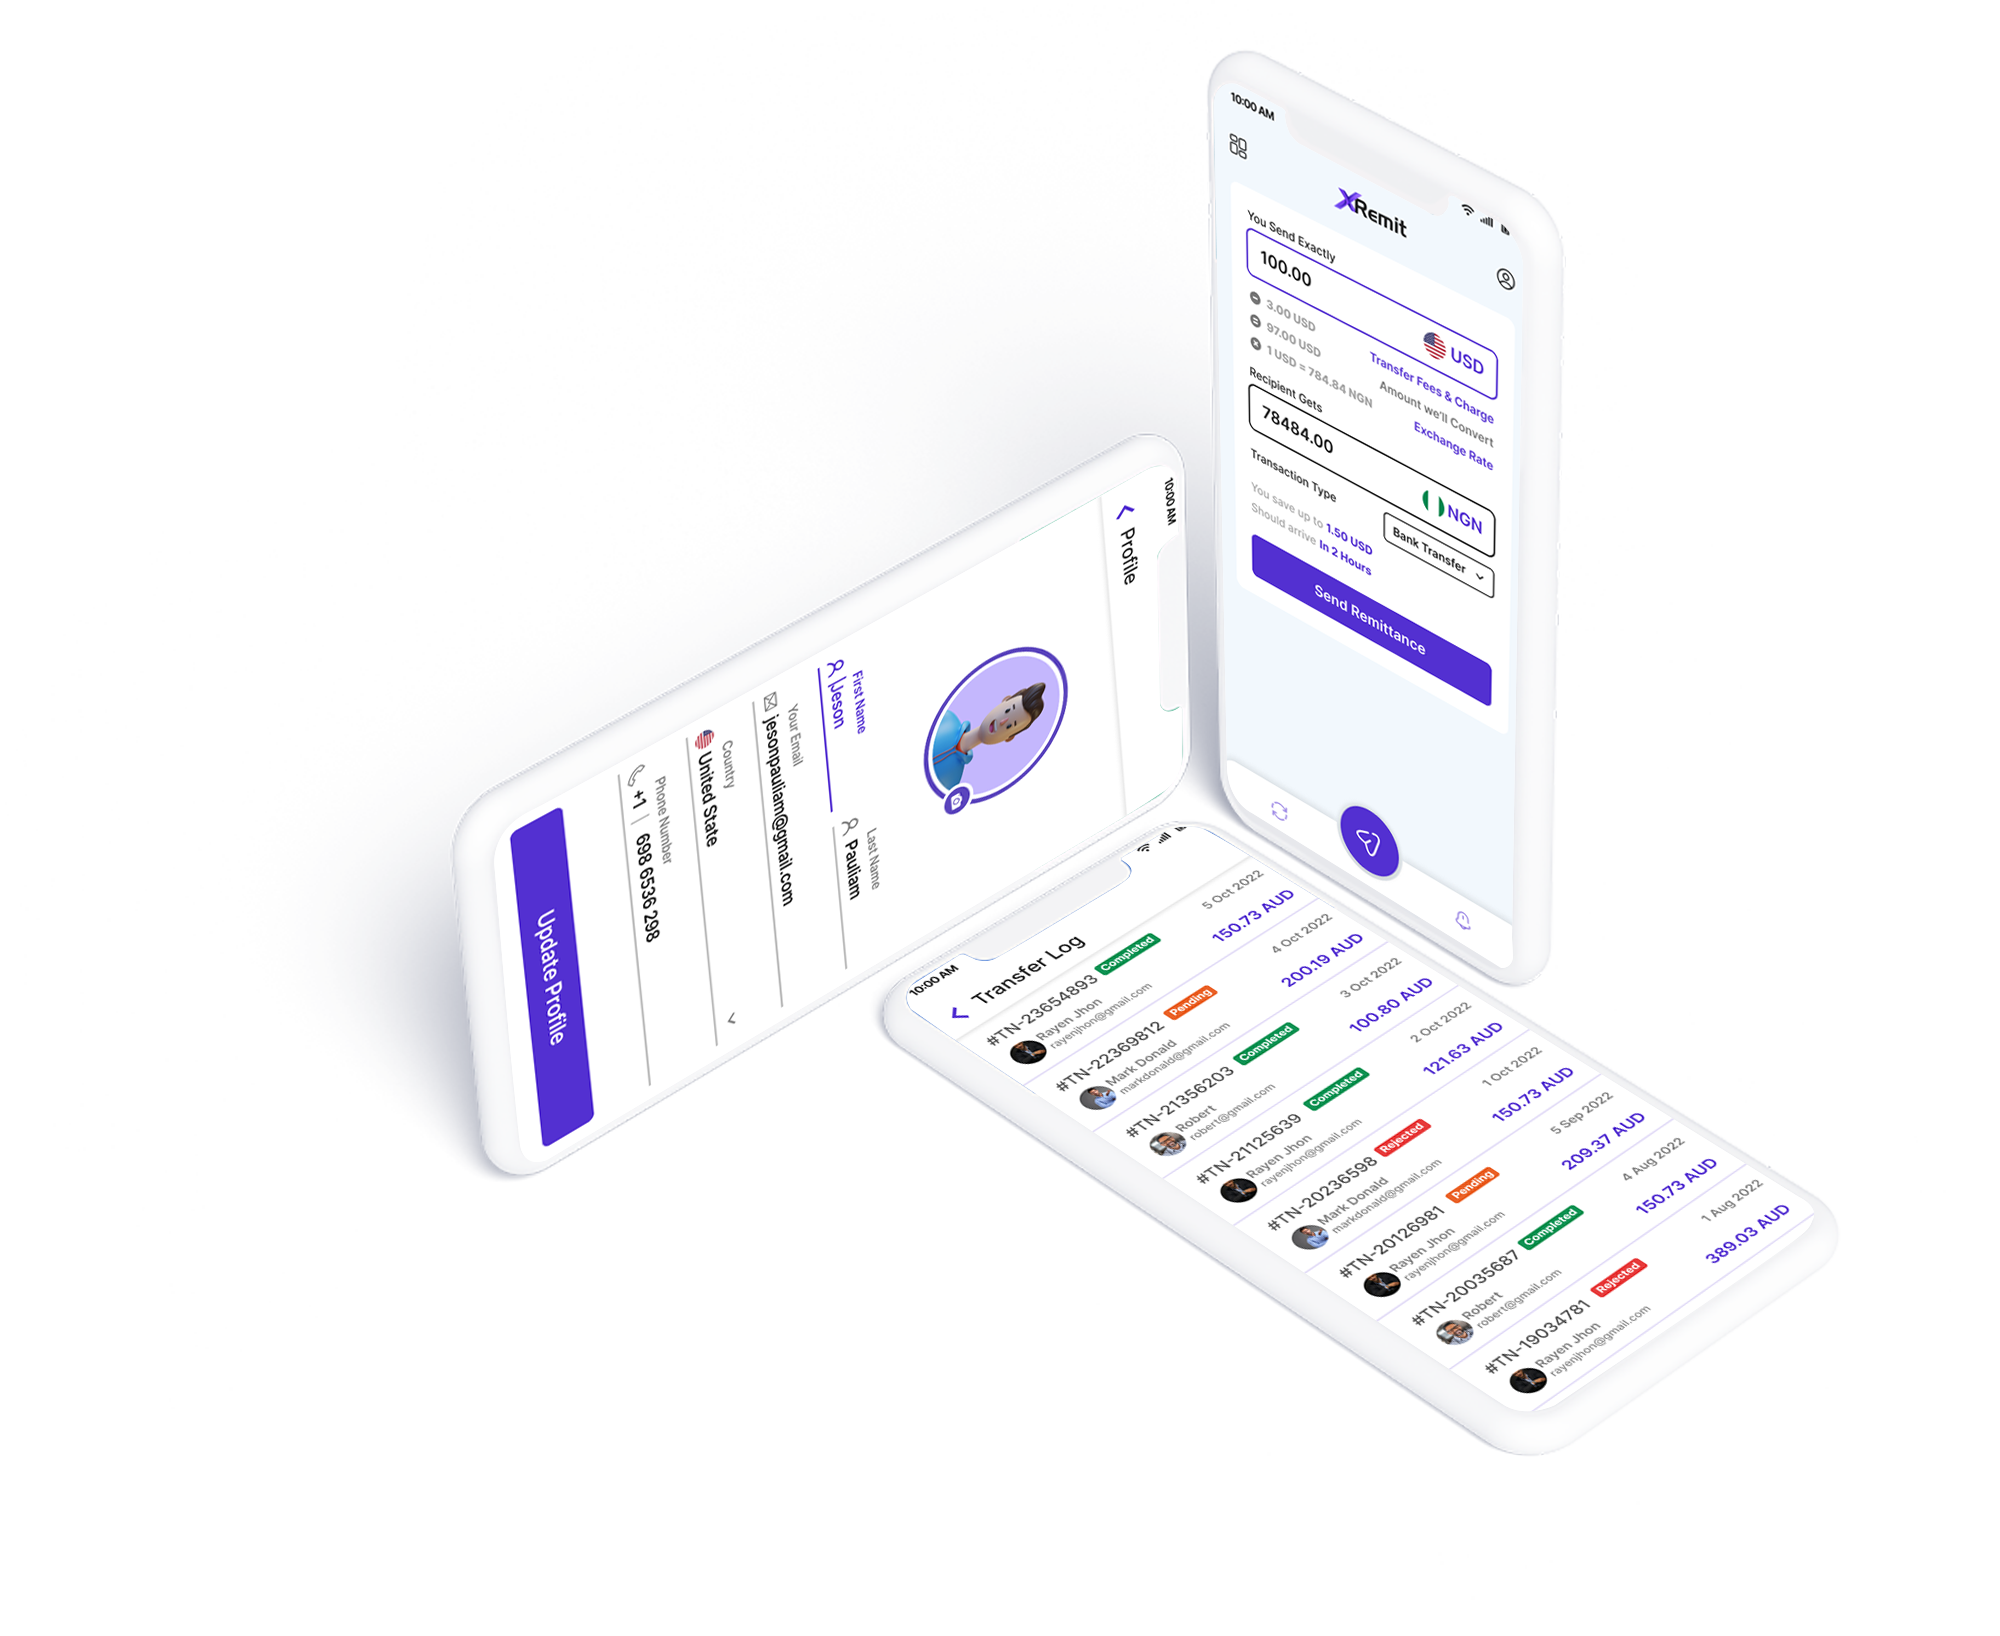 10:00 AM
XRemit
You Send Exactly
100.00
USD
3.00 USD
Transfer Fees & Charge
97.00 USD
Amount we'll Convert
1 USD = 784.84 NGN
Exchange Rate
Recipient Gets
78484.00
NGN
Transaction Type
Bank Transfer
You save up to 1.50 USD
Should arrive In 2 Hours
Send Remittance
10:00 AM
Profile
First Name
Jeson
Last Name
Pauliam
Your Email
jesonpauliam@gmail.com
Country
United State
Phone Number
+1 698 6536 298
Update Profile
10:00 AM
Transfer Log
#TN-23654893 Completed 5 Oct 2022
Rayen Jhon 150.73 AUD
rayenjhon@gmail.com
#TN-22369812 Pending 4 Oct 2022
Mark Donald 200.19 AUD
markdonald@gmail.com
#TN-21356203 Completed 3 Oct 2022
Robert 100.80 AUD
robert@gmail.com
#TN-21125639 Completed 2 Oct 2022
Rayen Jhon 121.63 AUD
rayenjhon@gmail.com
#TN-20236598 Rejected 1 Oct 2022
Mark Donald 150.73 AUD
markdonald@gmail.com
#TN-20126981 Pending 5 Sep 2022
Rayen Jhon 209.37 AUD
rayenjhon@gmail.com
#TN-20035687 Completed 4 Aug 2022
Robert 150.73 AUD
robert@gmail.com
#TN-19034781 Rejected 1 Aug 2022
Rayen Jhon 389.03 AUD
rayenjhon@gmail.com